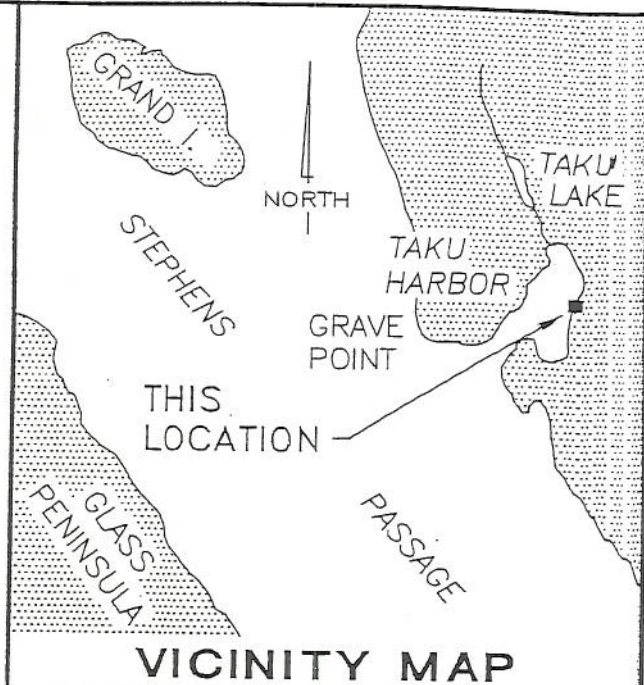 GRAND I.
NORTH
TAKU
LAKE
STEPHENS
TAKU
HARBOR
GRAVE
POINT
THIS
LOCATION
GLASS
PENINSULA
PASSAGE
VICINITY MAP